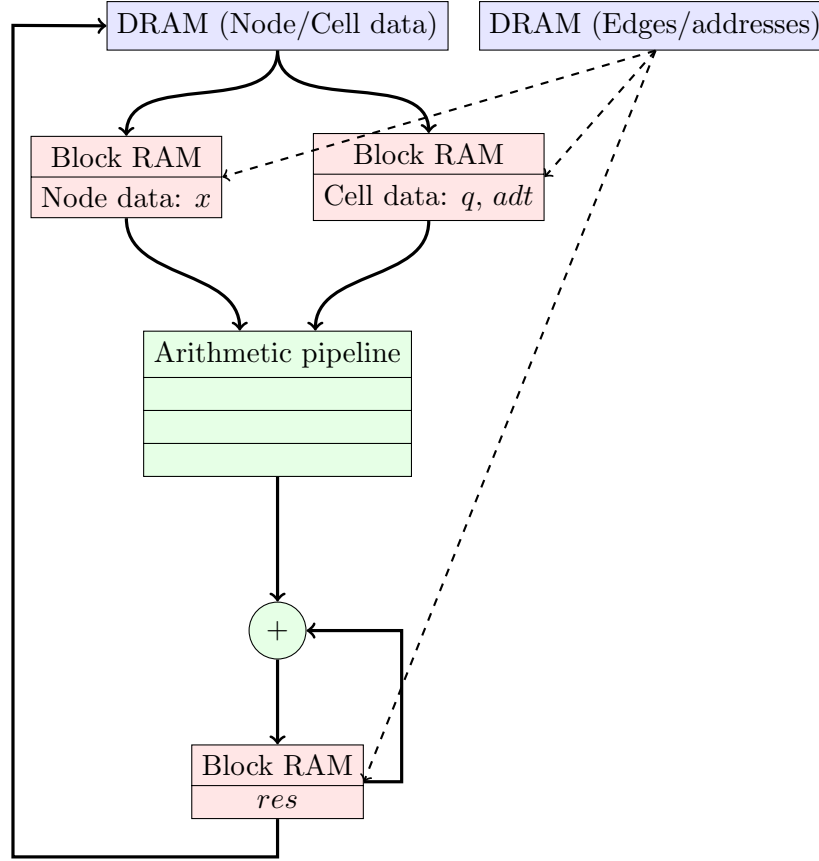 DRAM (Node/Cell data)
DRAM (Edges/addresses)
Block RAM
Node data: x
Block RAM
Cell data: q, adt
Arithmetic pipeline
+
Block RAM
res